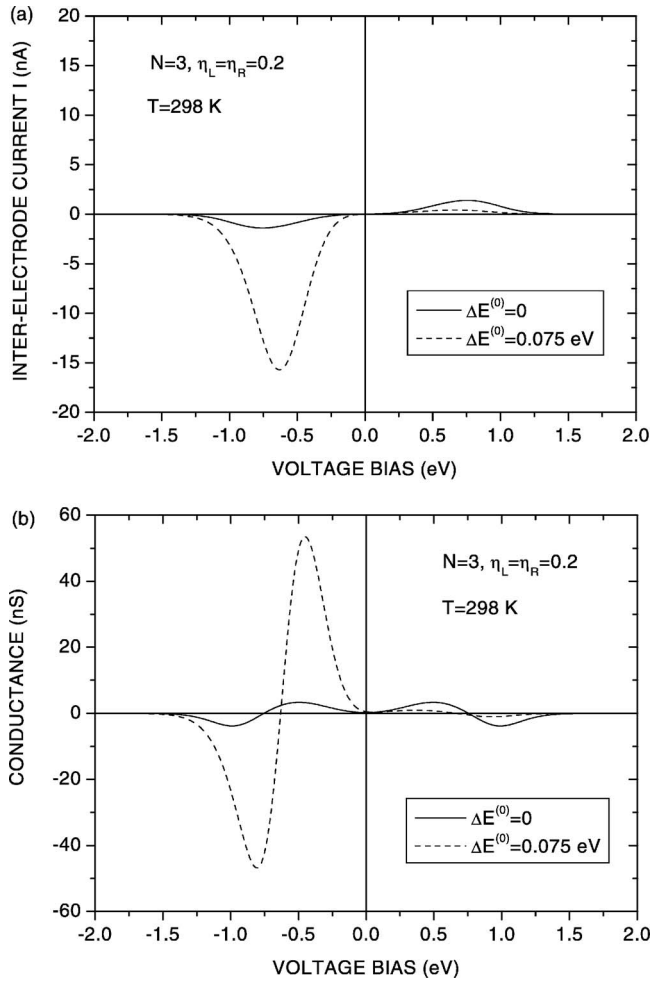 (a)
INTER-ELECTRODE CURRENT I (nA)
20
15
10
5
0
-5
-10
-15
-20
N=3, η_L=η_R=0.2
T=298 K
ΔE^(0)=0
ΔE^(0)=0.075 eV
-2.0 -1.5 -1.0 -0.5 0.0 0.5 1.0 1.5 2.0
VOLTAGE BIAS (eV)
(b)
CONDUCTANCE (nS)
60
40
20
0
-20
-40
-60
N=3, η_L=η_R=0.2
T=298 K
ΔE^(0)=0
ΔE^(0)=0.075 eV
-2.0 -1.5 -1.0 -0.5 0.0 0.5 1.0 1.5 2.0
VOLTAGE BIAS (eV)